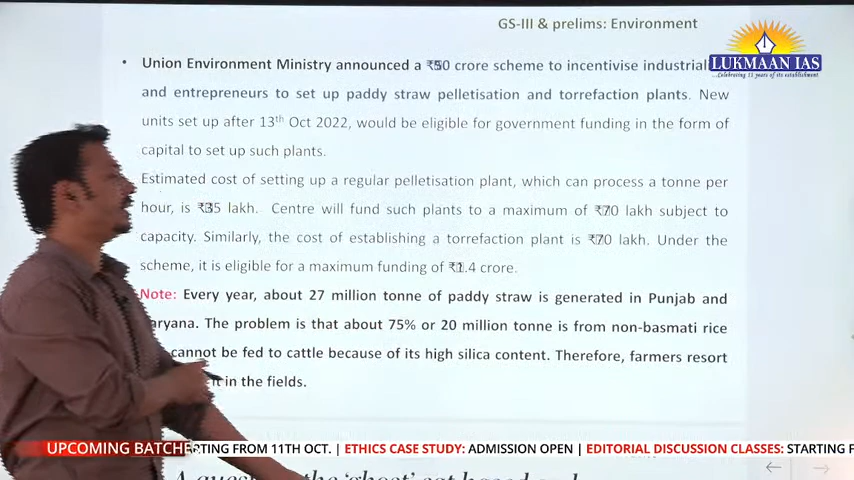 GS-III & prelims: Environment
• Union Environment Ministry announced a ₹50 crore scheme to incentivise industrial
and entrepreneurs to set up paddy straw pelletisation and torrefaction plants. New
units set up after 13th Oct 2022, would be eligible for government funding in the form of
capital to set up such plants.
Estimated cost of setting up a regular pelletisation plant, which can process a tonne per
hour, is ₹35 lakh. Centre will fund such plants to a maximum of ₹70 lakh subject to
capacity. Similarly, the cost of establishing a torrefaction plant is ₹70 lakh. Under the
scheme, it is eligible for a maximum funding of ₹1.4 crore.
Note: Every year, about 27 million tonne of paddy straw is generated in Punjab and
aryana. The problem is that about 75% or 20 million tonne is from non-basmati rice
cannot be fed to cattle because of its high silica content. Therefore, farmers resort
it in the fields.
LUKMAAN IAS
...Celebrating 11 years of its establishment
UPCOMING BATCHE RTING FROM 11TH OCT. | ETHICS CASE STUDY: ADMISSION OPEN | EDITORIAL DISCUSSION CLASSES: STARTING F